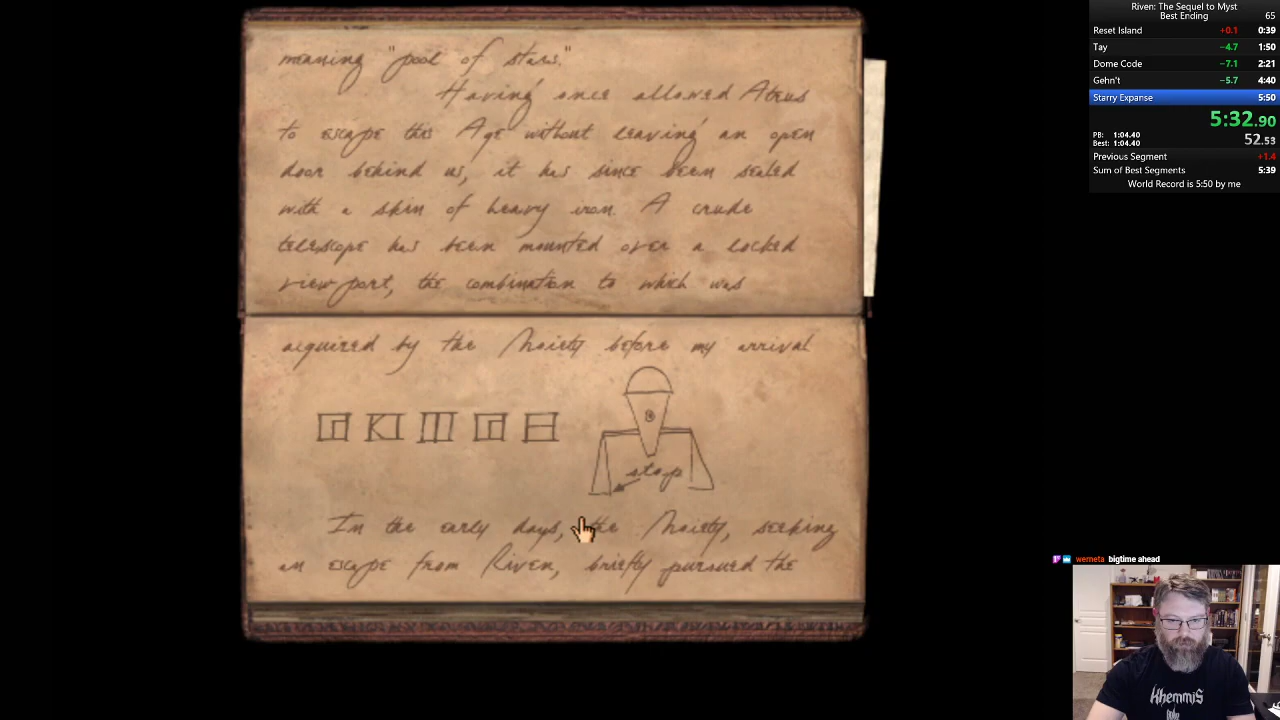 meaning "pool of stars."
Having once allowed Atrus
to escape this Age without leaving an open
door behind us, it has since been sealed
with a skin of heavy iron. A crude
telescope has been mounted over a locked
view port, the combination to which was
acquired by the Moiety before my arrival
stop
In the early days, the Moiety, seeking
an escape from Riven, briefly pursued the
Riven: The Sequel to Myst
Best Ending 65
Reset Island +0.1 0:39
Tay −4.7 1:50
Dome Code −7.1 2:21
Gehn't −5.7 4:40
Starry Expanse 5:50
5:32.90
PB: 1:04.40
Best: 1:04.40
52.53
Previous Segment +1.4
Sum of Best Segments 5:39
World Record is 5:50 by me
wemeta bigtime ahead
Khemmis